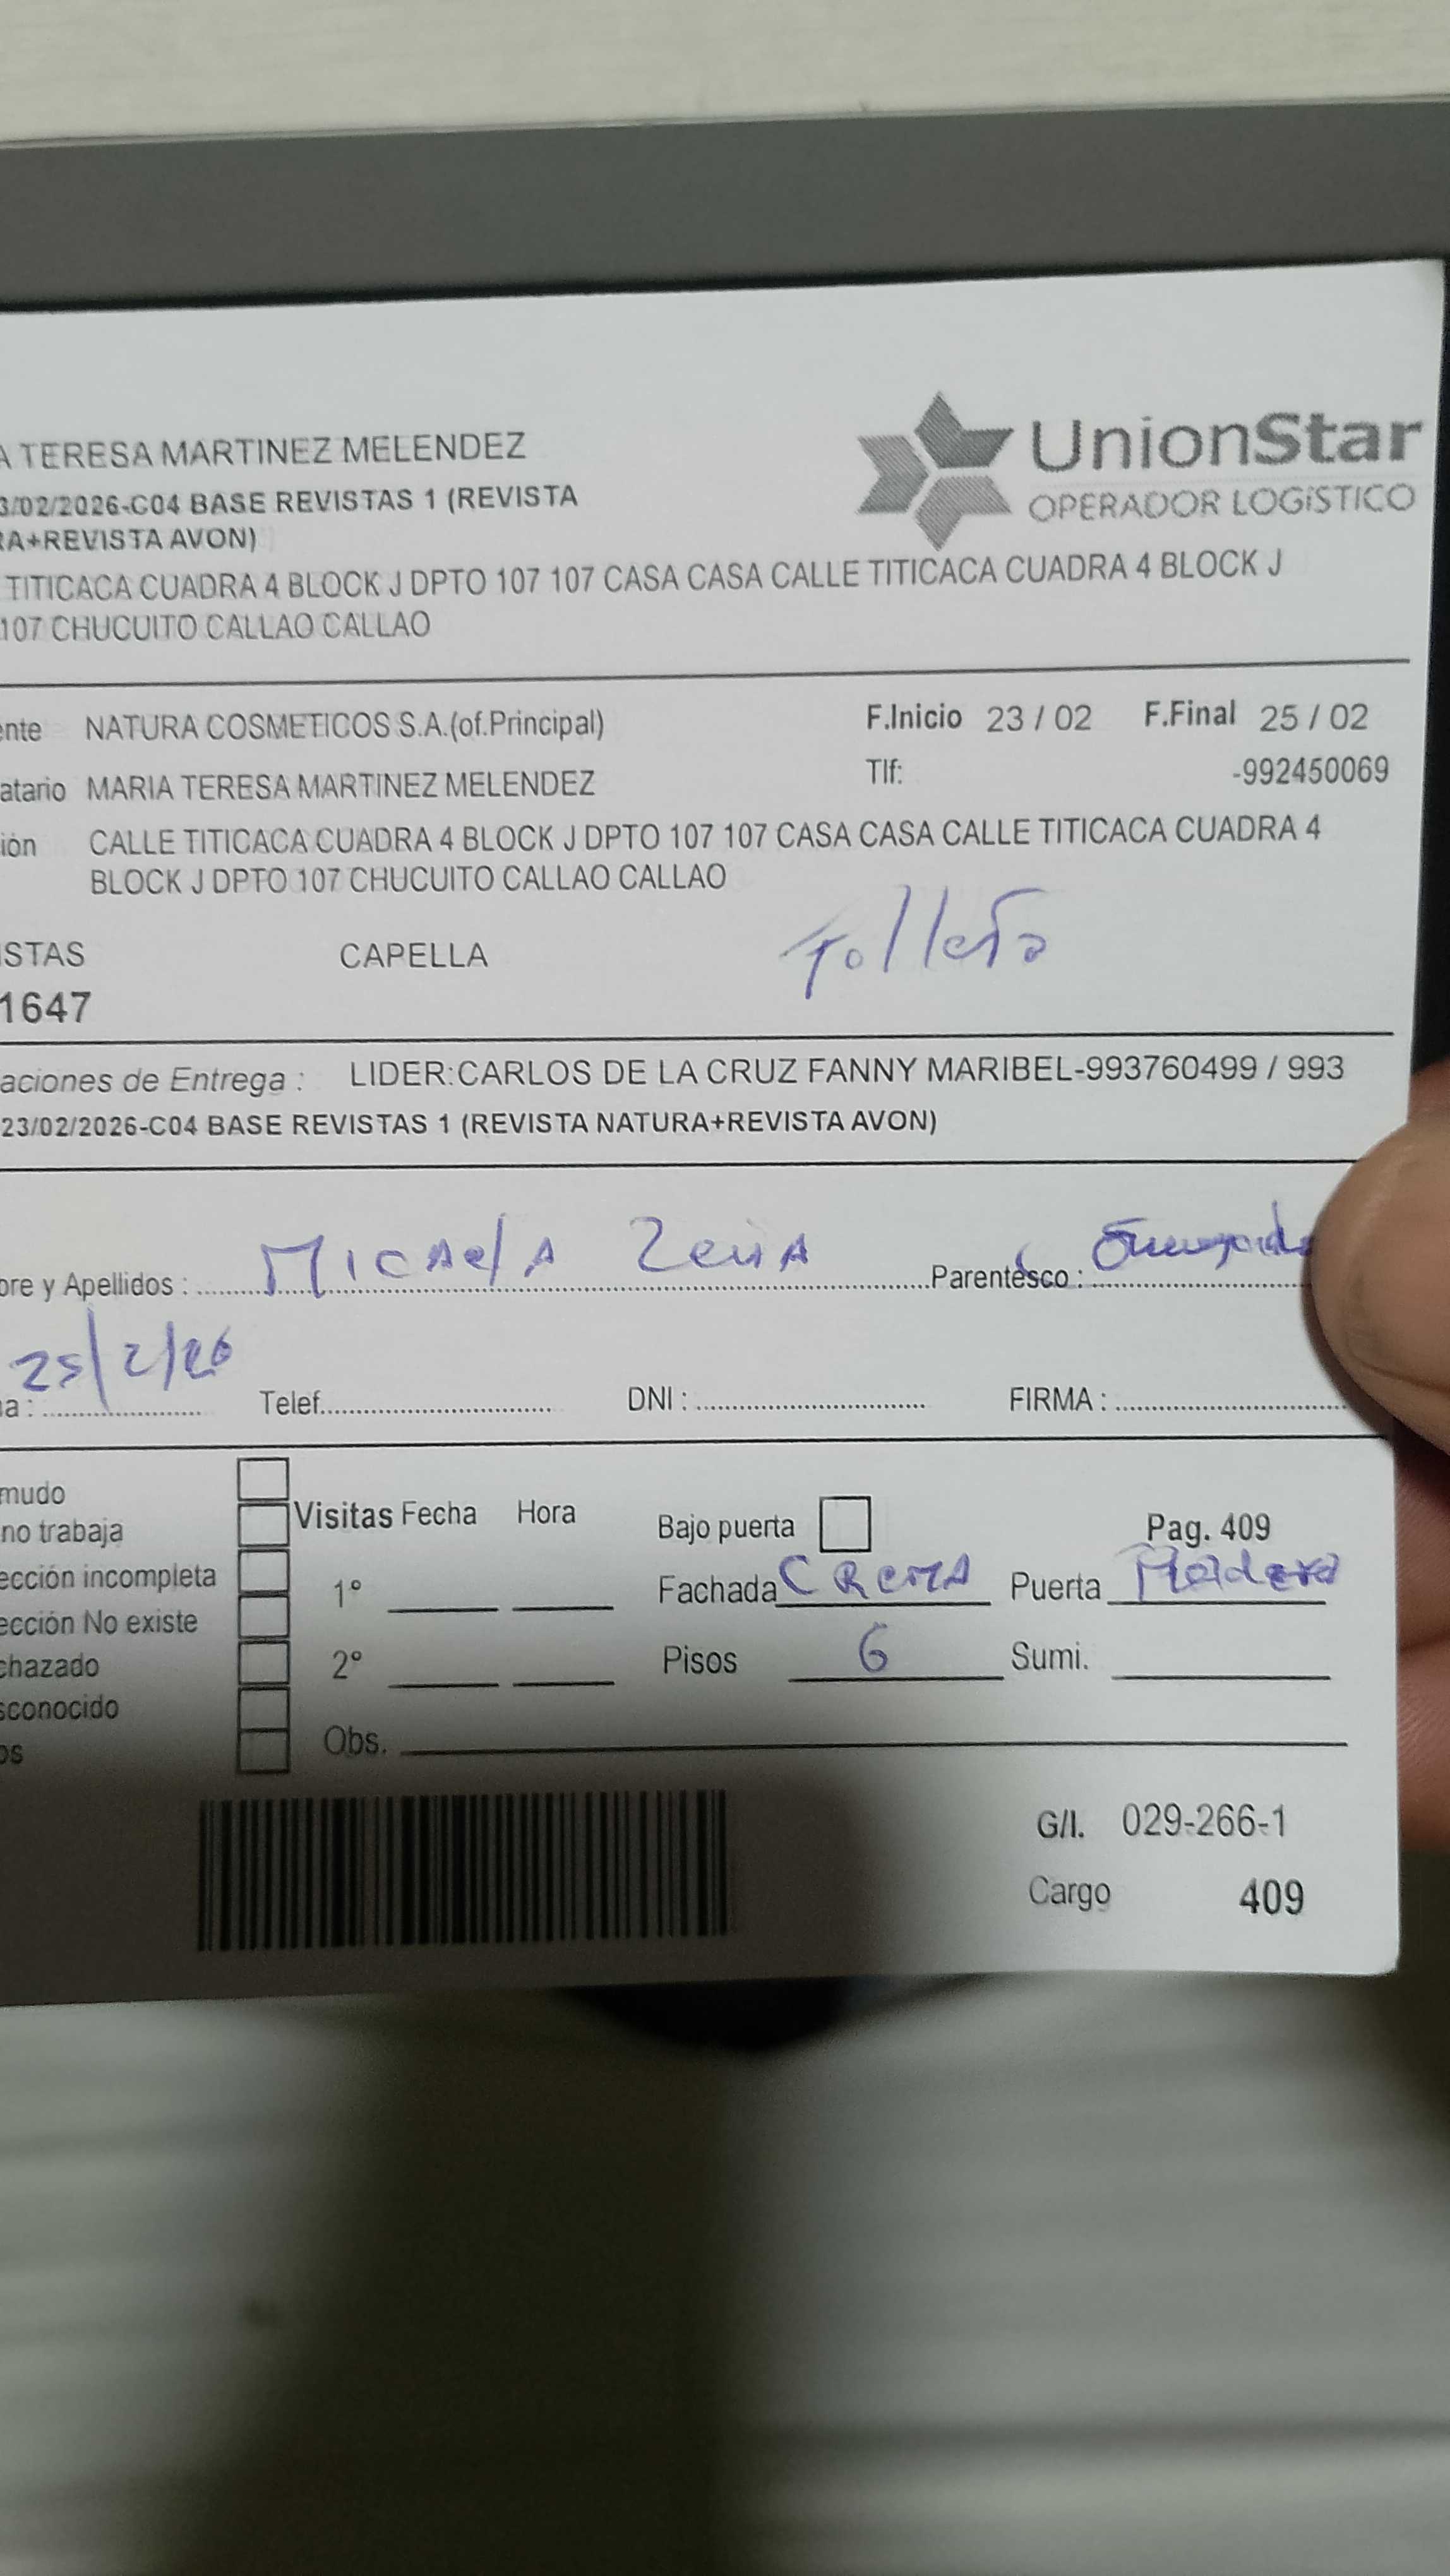 A TERESA MARTINEZ MELENDEZ
UnionStar
OPERADOR LOGíSTICO
3/02/2026-C04 BASE REVISTAS 1 (REVISTA
RA+REVISTA AVON)
TITICACA CUADRA 4 BLOCK J DPTO 107 107 CASA CASA CALLE TITICACA CUADRA 4 BLOCK J
107 CHUCUITO CALLAO CALLAO
ente NATURA COSMETICOS S.A.(of.Principal) F.Inicio 23 / 02 F.Final 25 / 02
atario MARIA TERESA MARTINEZ MELENDEZ Tlf: -992450069
ión CALLE TITICACA CUADRA 4 BLOCK J DPTO 107 107 CASA CASA CALLE TITICACA CUADRA 4
BLOCK J DPTO 107 CHUCUITO CALLAO CALLAO
ISTAS CAPELLA
1647
aciones de Entrega : LIDER:CARLOS DE LA CRUZ FANNY MARIBEL-993760499 / 993
23/02/2026-C04 BASE REVISTAS 1 (REVISTA NATURA+REVISTA AVON)
bre y Apellidos : Micaela Parentesco :
a : 25/2/26 Telef. DNI : FIRMA :
mudo
no trabaja
ección incompleta
ección No existe
chazado
sconocido
os
Visitas Fecha Hora
1°
2°
Obs.
Bajo puerta Pag. 409
Fachada CREMA Puerta Madera
Pisos 6 Sumi.
G/I. 029-266-1
Cargo 409